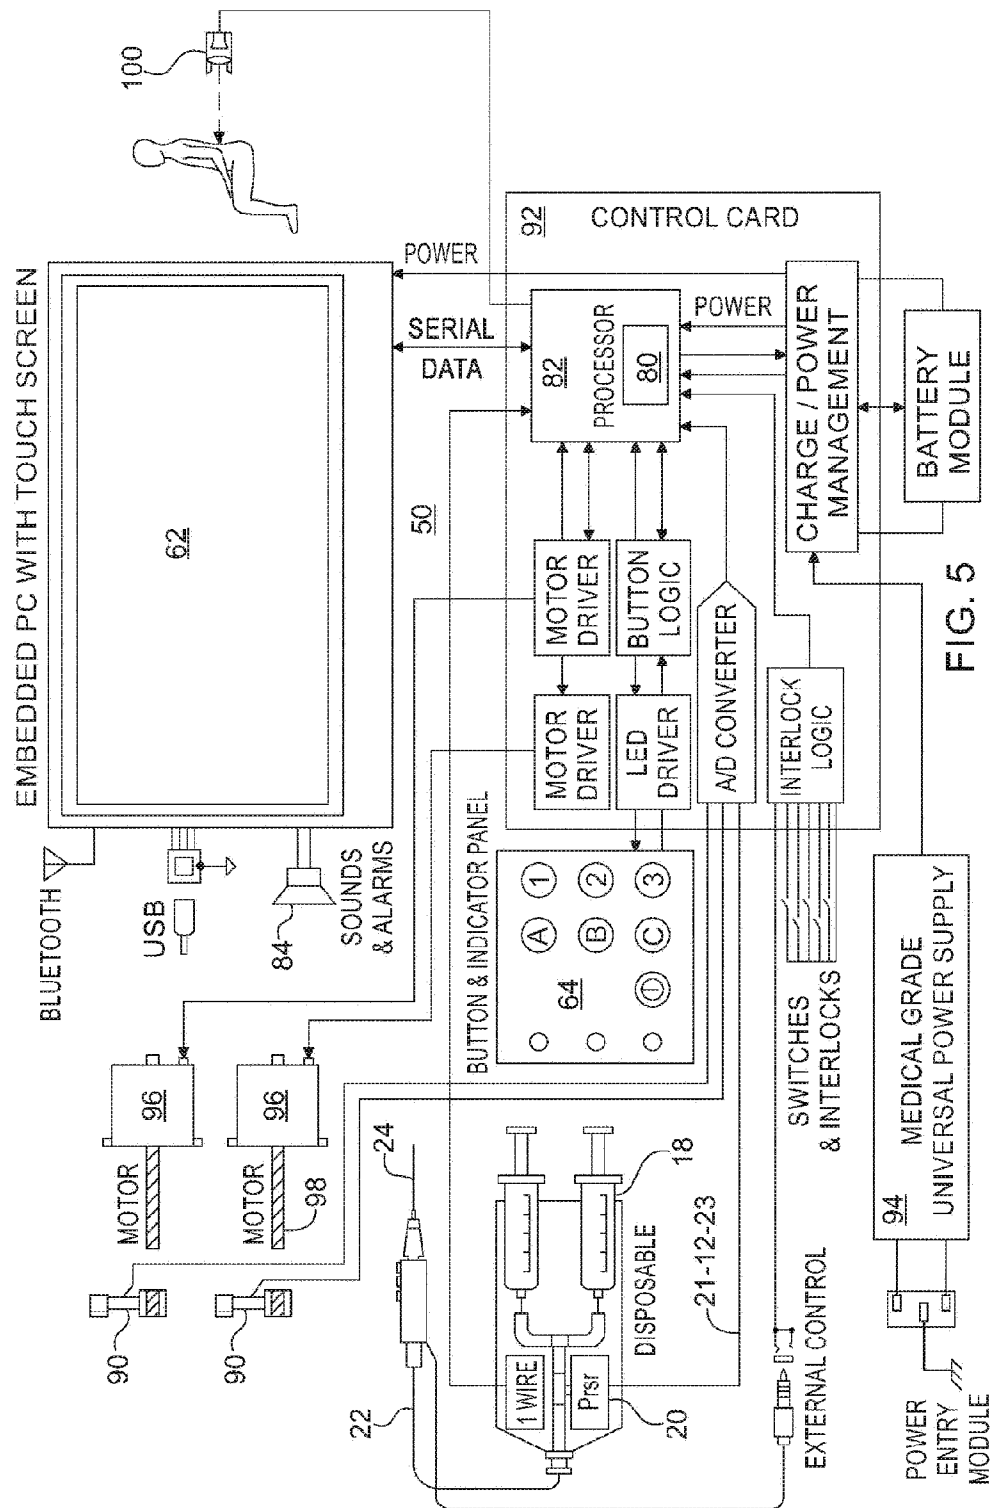 EMBEDDED PC WITH TOUCH SCREEN
62
BLUETOOTH
USB
84
SOUNDS
& ALARMS
100
POWER
SERIAL
DATA
50
92
CONTROL CARD
82
PROCESSOR
80
POWER
CHARGE / POWER
MANAGEMENT
BATTERY
MODULE
MOTOR
DRIVER
MOTOR
DRIVER
BUTTON
LOGIC
LED
DRIVER
A/D CONVERTER
INTERLOCK
LOGIC
BUTTON & INDICATOR PANEL
64
A
1
B
2
C
3
MOTOR
96
MOTOR
96
98
90
90
24
22
18
1 WIRE
Prsr
20
DISPOSABLE
21-12-23
SWITCHES
& INTERLOCKS
EXTERNAL CONTROL
94
MEDICAL GRADE
UNIVERSAL POWER SUPPLY
POWER
ENTRY
MODULE
FIG. 5